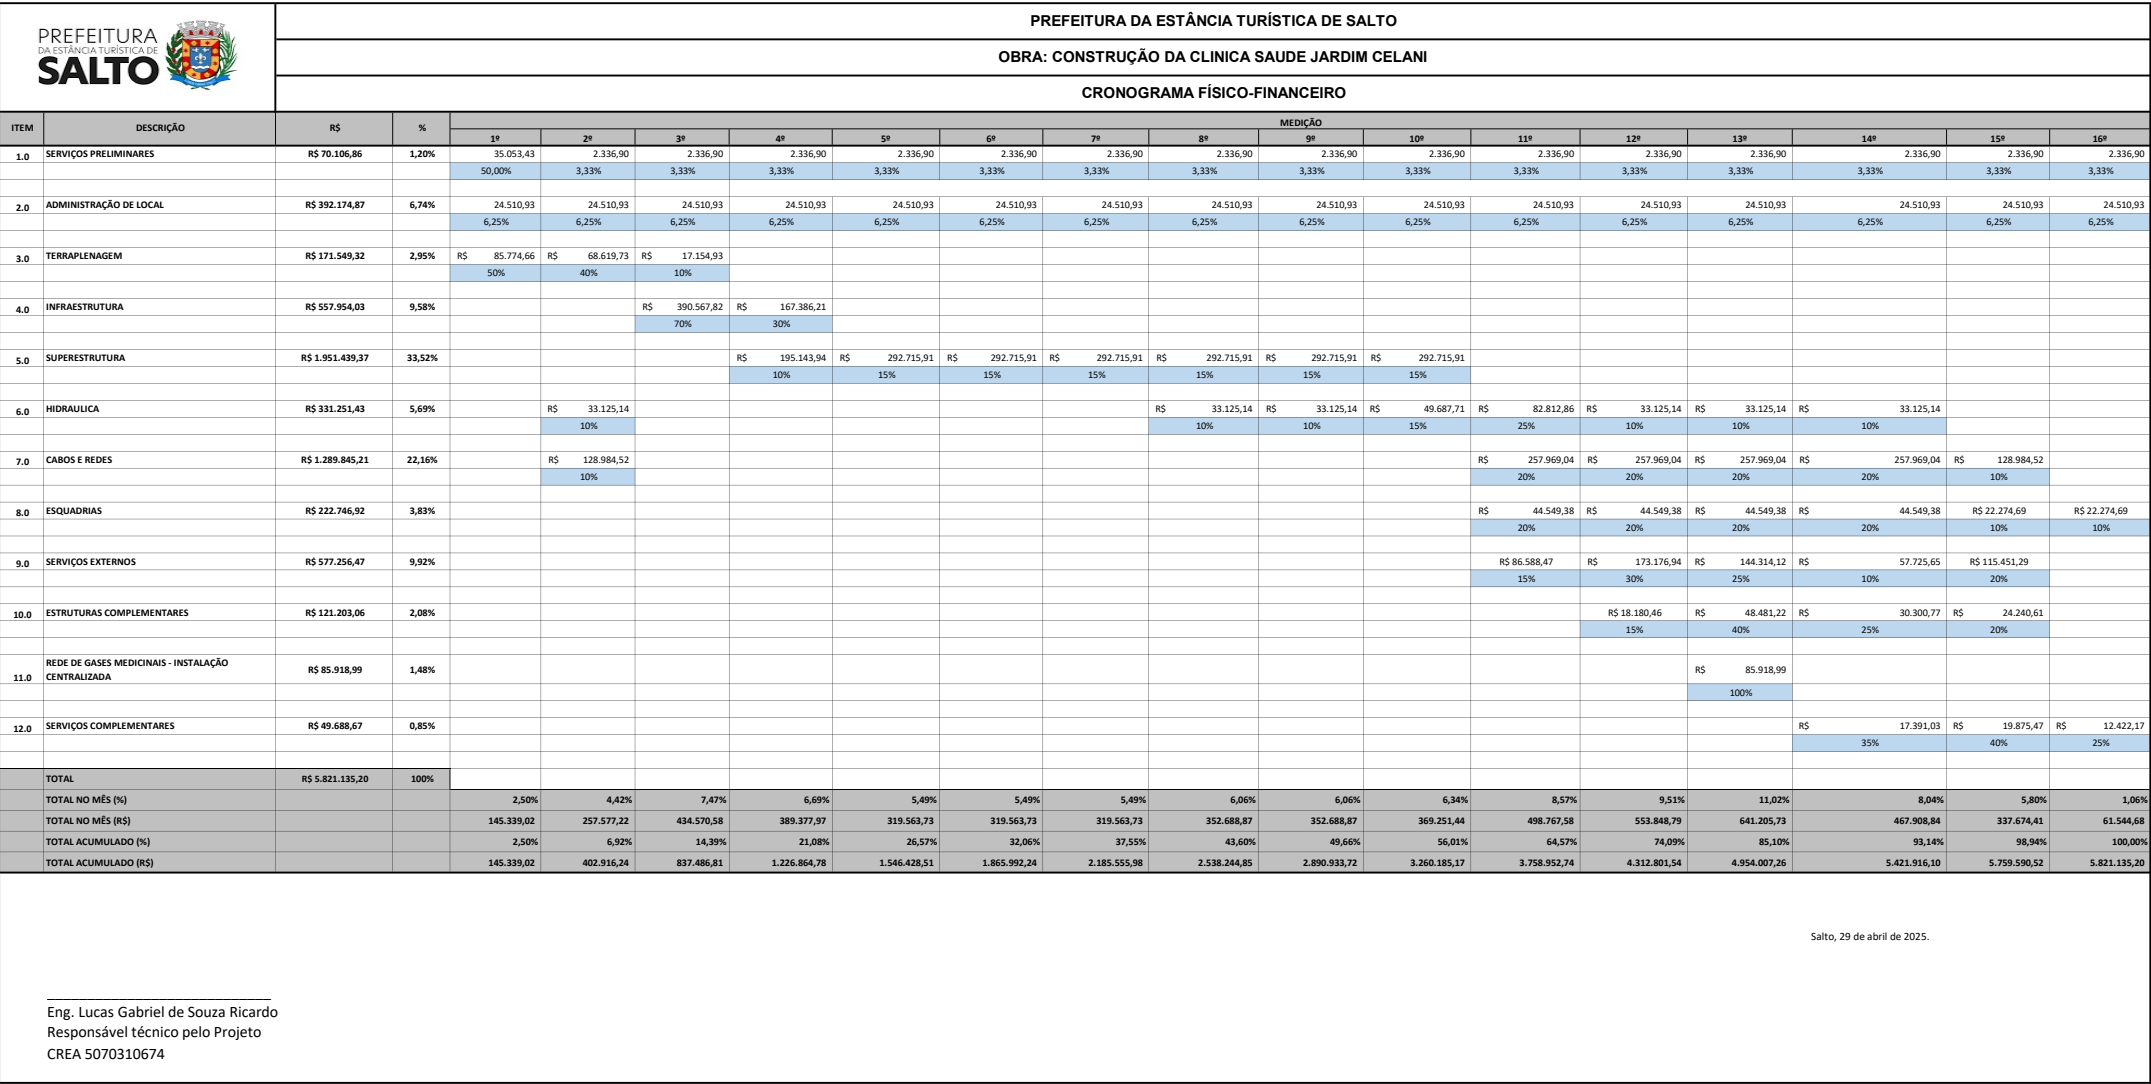 PREFEITURA
DA ESTÂNCIA TURÍSTICA DE
SALTO
PREFEITURA DA ESTÂNCIA TURÍSTICA DE SALTO
OBRA: CONSTRUÇÃO DA CLINICA SAUDE JARDIM CELANI
CRONOGRAMA FÍSICO-FINANCEIRO
ITEM DESCRIÇÃO R$ % MEDIÇÃO
1º 2º 3º 4º 5º 6º 7º 8º 9º 10º 11º 12º 13º 14º 15º 16º
1.0 SERVIÇOS PRELIMINARES R$ 70.106,86 1,20% 35.053,43 2.336,90 2.336,90 2.336,90 2.336,90 2.336,90 2.336,90 2.336,90 2.336,90 2.336,90 2.336,90 2.336,90 2.336,90 2.336,90 2.336,90 2.336,90
50,00% 3,33% 3,33% 3,33% 3,33% 3,33% 3,33% 3,33% 3,33% 3,33% 3,33% 3,33% 3,33% 3,33% 3,33% 3,33%
2.0 ADMINISTRAÇÃO DE LOCAL R$ 392.174,87 6,74% 24.510,93 24.510,93 24.510,93 24.510,93 24.510,93 24.510,93 24.510,93 24.510,93 24.510,93 24.510,93 24.510,93 24.510,93 24.510,93 24.510,93 24.510,93 24.510,93
6,25% 6,25% 6,25% 6,25% 6,25% 6,25% 6,25% 6,25% 6,25% 6,25% 6,25% 6,25% 6,25% 6,25% 6,25% 6,25%
3.0 TERRAPLENAGEM R$ 171.549,32 2,95% R$ 85.774,66 R$ 68.619,73 R$ 17.154,93
50% 40% 10%
4.0 INFRAESTRUTURA R$ 557.954,03 9,58% R$ 390.567,82 R$ 167.386,21
70% 30%
5.0 SUPERESTRUTURA R$ 1.951.439,37 33,52% R$ 195.143,94 R$ 292.715,91 R$ 292.715,91 R$ 292.715,91 R$ 292.715,91 R$ 292.715,91 R$ 292.715,91
10% 15% 15% 15% 15% 15% 15%
6.0 HIDRAULICA R$ 331.251,43 5,69% R$ 33.125,14 R$ 33.125,14 R$ 33.125,14 R$ 49.687,71 R$ 82.812,86 R$ 33.125,14 R$ 33.125,14 R$ 33.125,14
10% 10% 10% 15% 25% 10% 10% 10%
7.0 CABOS E REDES R$ 1.289.845,21 22,16% R$ 128.984,52 R$ 257.969,04 R$ 257.969,04 R$ 257.969,04 R$ 257.969,04 R$ 128.984,52
10% 20% 20% 20% 20% 10%
8.0 ESQUADRIAS R$ 222.746,92 3,83% R$ 44.549,38 R$ 44.549,38 R$ 44.549,38 R$ 44.549,38 R$ 22.274,69 R$ 22.274,69
20% 20% 20% 20% 10% 10%
9.0 SERVIÇOS EXTERNOS R$ 577.256,47 9,92% R$ 86.588,47 R$ 173.176,94 R$ 144.314,12 R$ 57.725,65 R$ 115.451,29
15% 30% 25% 10% 20%
10.0 ESTRUTURAS COMPLEMENTARES R$ 121.203,06 2,08% R$ 18.180,46 R$ 48.481,22 R$ 30.300,77 R$ 24.240,61
15% 40% 25% 20%
11.0 REDE DE GASES MEDICINAIS - INSTALAÇÃO
CENTRALIZADA R$ 85.918,99 1,48% R$ 85.918,99
100%
12.0 SERVIÇOS COMPLEMENTARES R$ 49.688,67 0,85% R$ 17.391,03 R$ 19.875,47 R$ 12.422,17
35% 40% 25%
TOTAL R$ 5.821.135,20 100%
TOTAL NO MÊS (%) 2,50% 4,42% 7,47% 6,69% 5,49% 5,49% 5,49% 6,06% 6,06% 6,34% 8,57% 9,51% 11,02% 8,04% 5,80% 1,06%
TOTAL NO MÊS (R$) 145.339,02 257.577,22 434.570,58 389.377,97 319.563,73 319.563,73 319.563,73 352.688,87 352.688,87 369.251,44 498.767,58 553.848,79 641.205,73 467.908,84 337.674,41 61.544,68
TOTAL ACUMULADO (%) 2,50% 6,92% 14,39% 21,08% 26,57% 32,06% 37,55% 43,60% 49,66% 56,01% 64,57% 74,09% 85,10% 93,14% 98,94% 100,00%
TOTAL ACUMULADO (R$) 145.339,02 402.916,24 837.486,81 1.226.864,78 1.546.428,51 1.865.992,24 2.185.555,98 2.538.244,85 2.890.933,72 3.260.185,17 3.758.952,74 4.312.801,54 4.954.007,26 5.421.916,10 5.759.590,52 5.821.135,20
Salto, 29 de abril de 2025.
Eng. Lucas Gabriel de Souza Ricardo
Responsável técnico pelo Projeto
CREA 5070310674